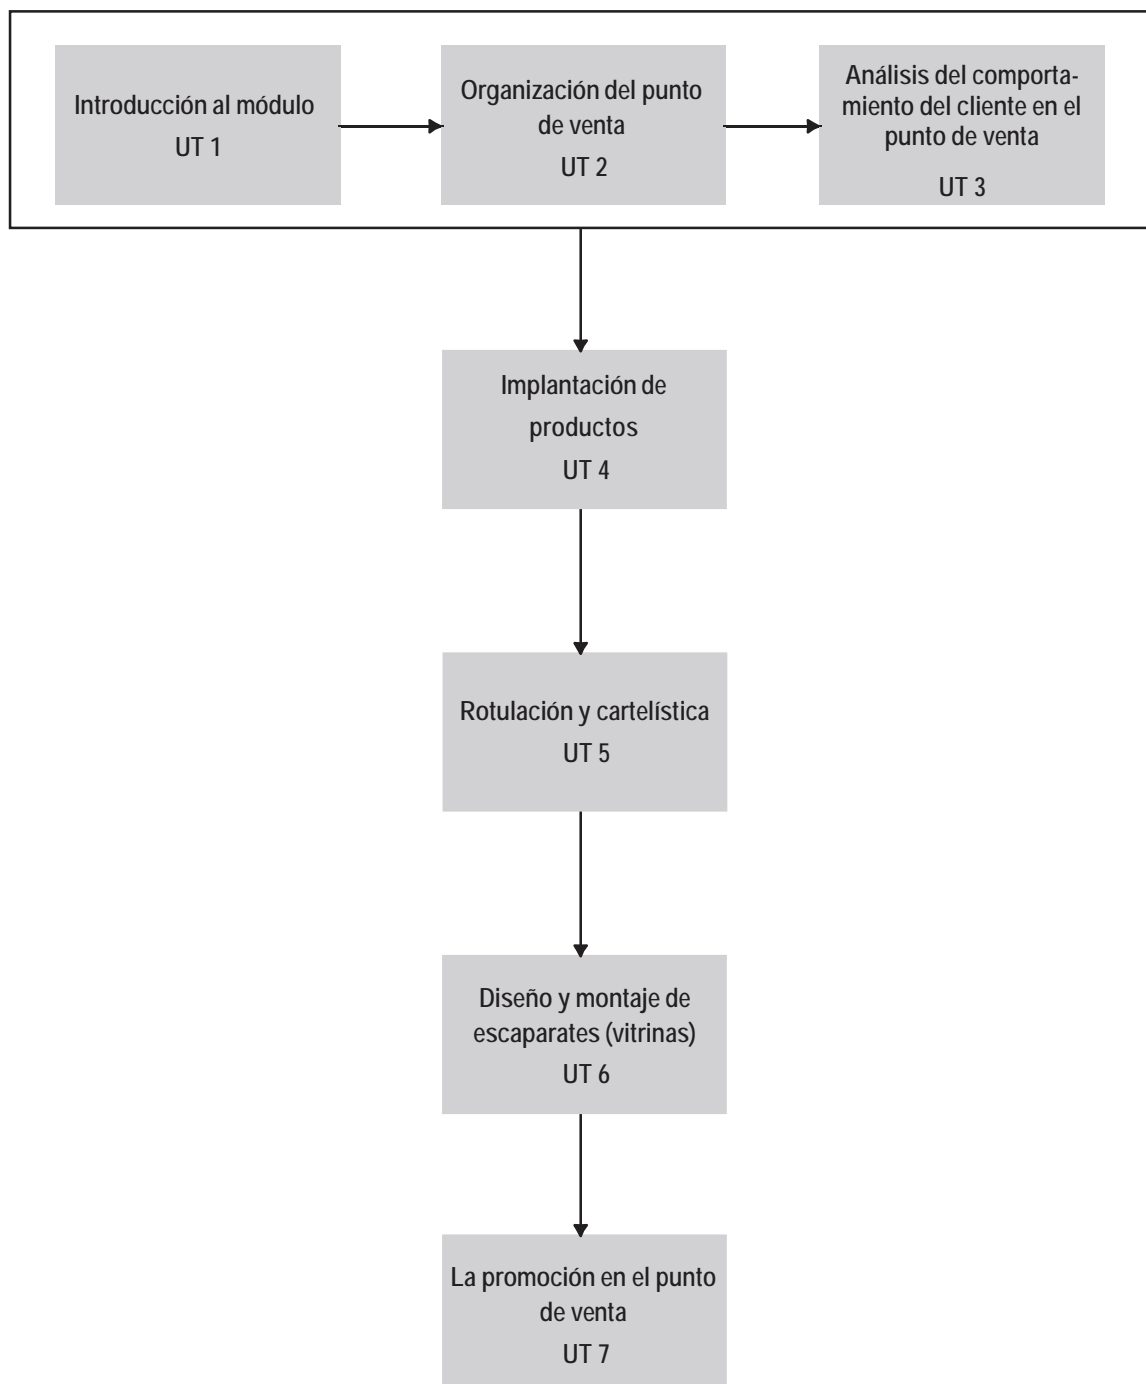 Introducción al módulo
UT 1
Organización del punto
de venta
UT 2
Análisis del comporta-
miento del cliente en el
punto de venta
UT 3
Implantación de
productos
UT 4
Rotulación y cartelística
UT 5
Diseño y montaje de
escaparates (vitrinas)
UT 6
La promoción en el punto
de venta
UT 7